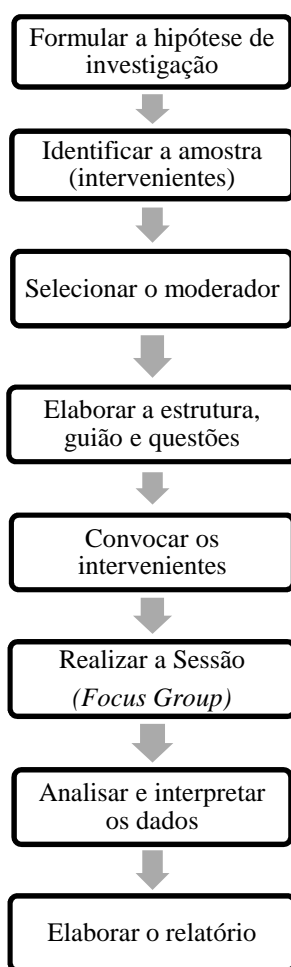 Formular a hipótese de
investigação
Identificar a amostra
(intervenientes)
Selecionar o moderador
Elaborar a estrutura,
guião e questões
Convocar os
intervenientes
Realizar a Sessão
(Focus Group)
Analisar e interpretar
os dados
Elaborar o relatório